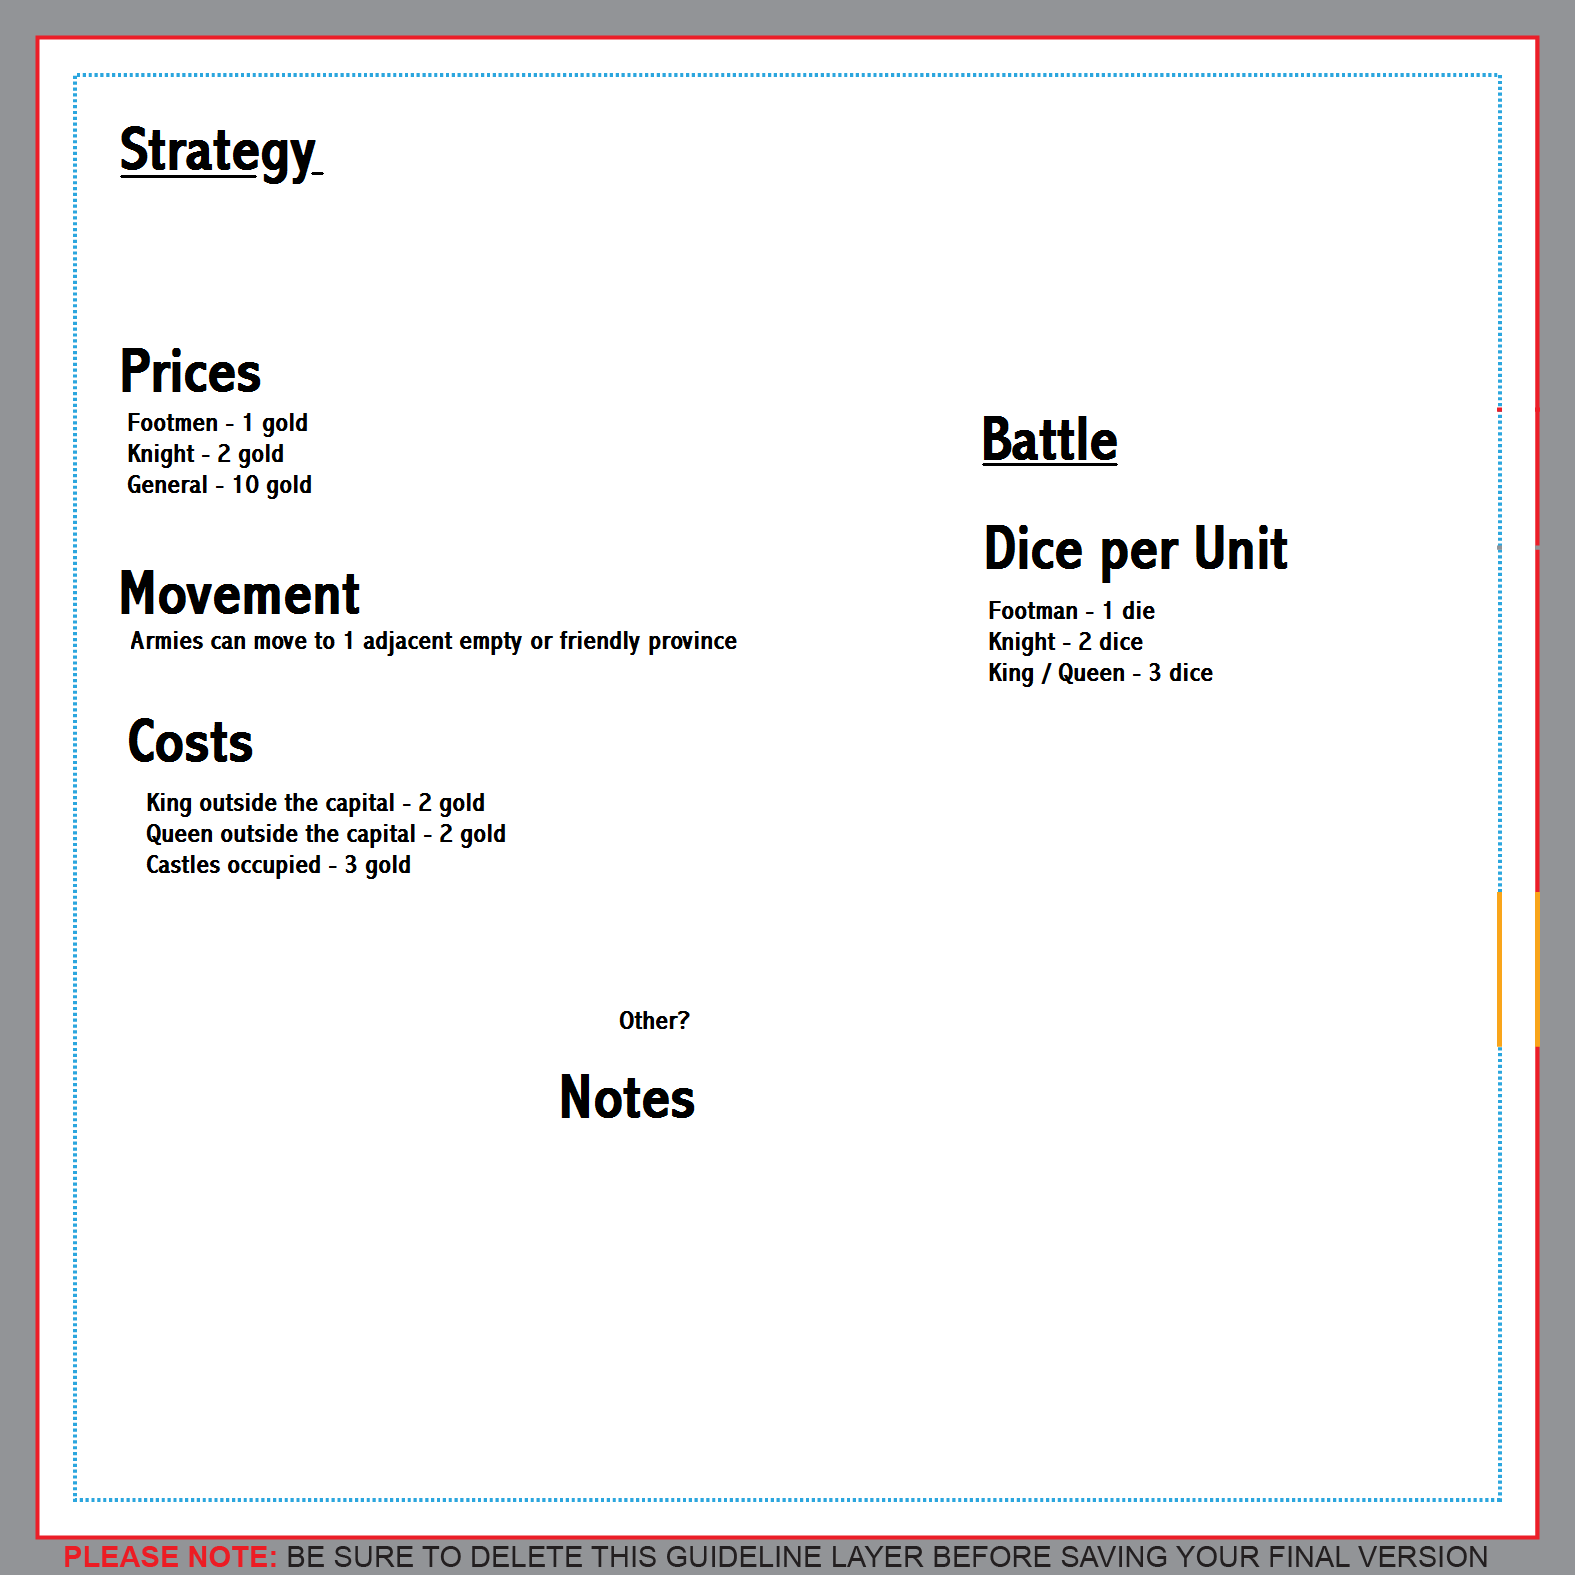 Strategy
Prices
Footmen - 1 gold
Knight - 2 gold
General - 10 gold
Movement
Armies can move to 1 adjacent empty or friendly province
Costs
King outside the capital - 2 gold
Queen outside the capital - 2 gold
Castles occupied - 3 gold
Battle
Dice per Unit
Footman - 1 die
Knight - 2 dice
King / Queen - 3 dice
Other?
Notes
PLEASE NOTE: BE SURE TO DELETE THIS GUIDELINE LAYER BEFORE SAVING YOUR FINAL VERSION